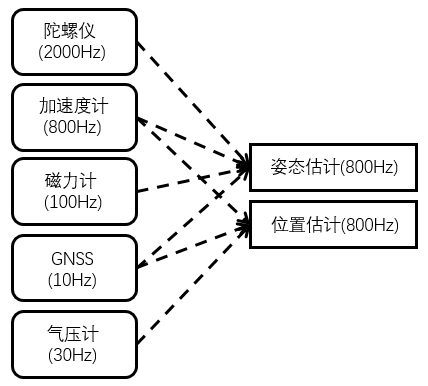 陀螺仪
(2000Hz)
加速度计
(800Hz)
磁力计
(100Hz)
GNSS
(10Hz)
气压计
(30Hz)
姿态估计(800Hz)
位置估计(800Hz)